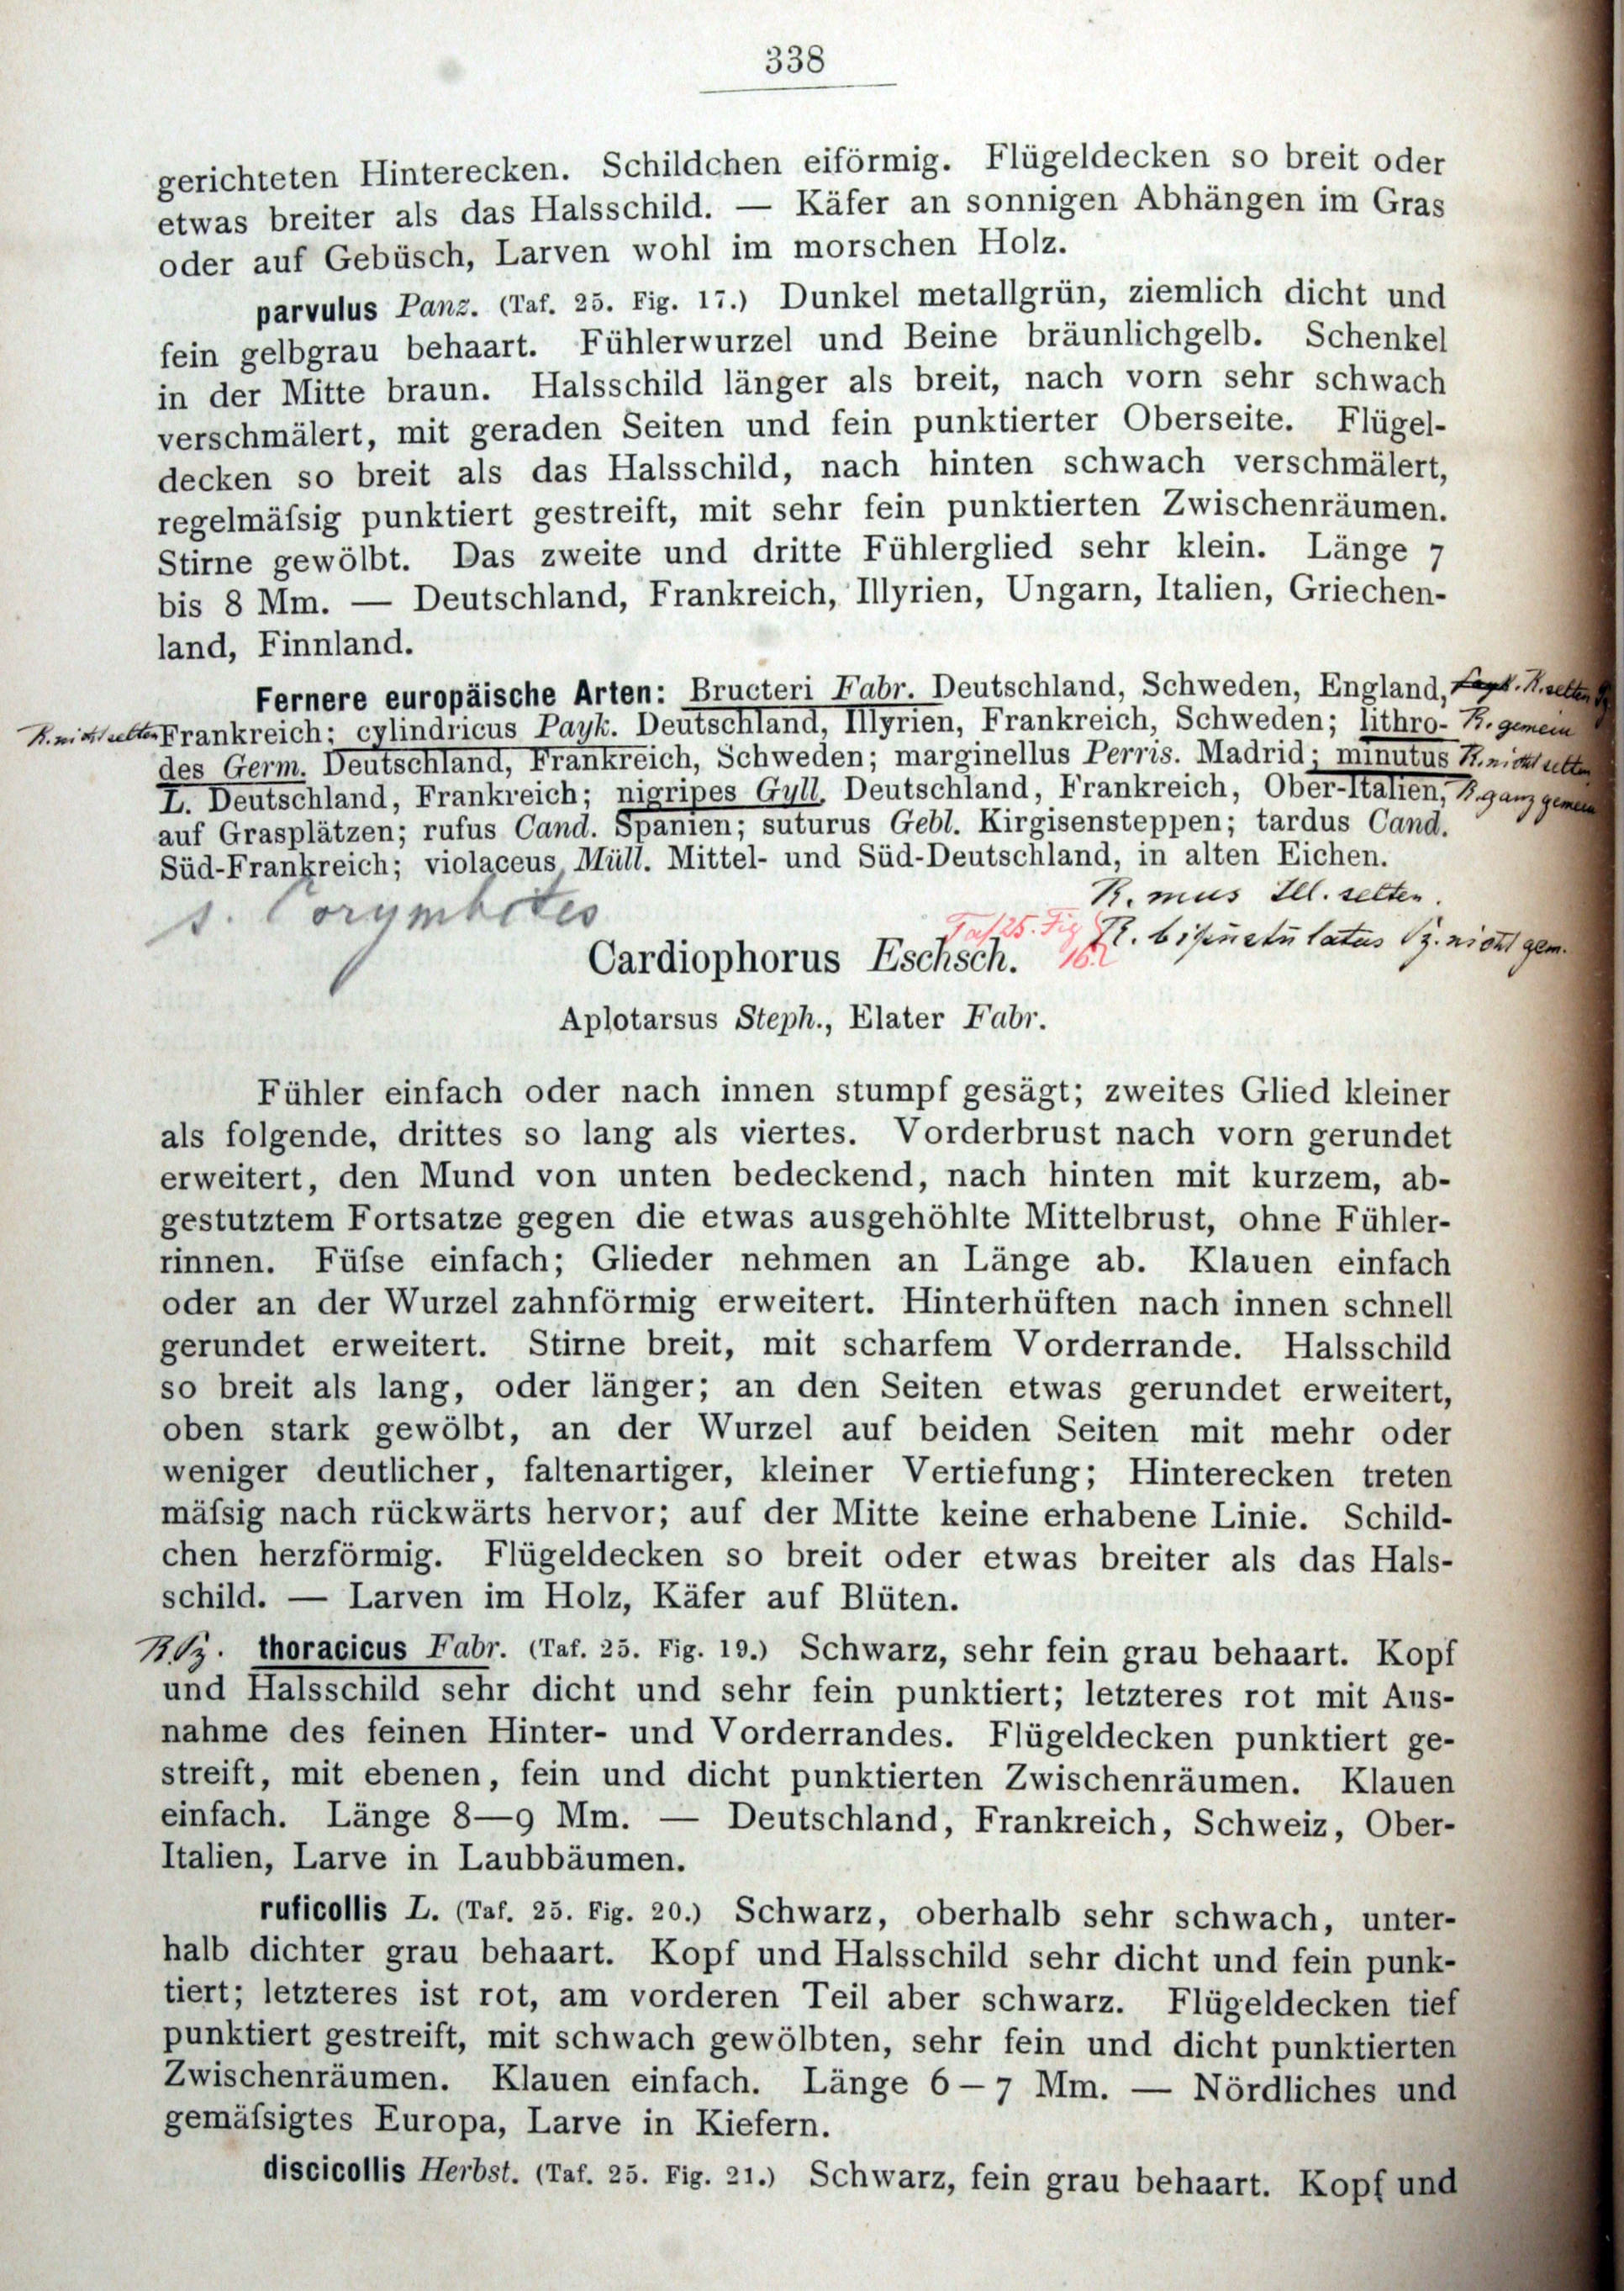 338
gerichteten Hinterecken. Schildchen eiförmig. Flügeldecken so breit oder
etwas breiter als das Halsschild. — Käfer an sonnigen Abhängen im Gras
oder auf Gebüsch, Larven wohl im morschen Holz.
parvulus Panz. (Taf. 25. Fig. 17.) Dunkel metallgrün, ziemlich dicht und
fein gelbgrau behaart. Fühlerwurzel und Beine bräunlichgelb. Schenkel
in der Mitte braun. Halsschild länger als breit, nach vorn sehr schwach
verschmälert, mit geraden Seiten und fein punktierter Oberseite. Flügel-
decken so breit als das Halsschild, nach hinten schwach verschmälert,
regelmäſsig punktiert gestreift, mit sehr fein punktierten Zwischenräumen.
Stirne gewölbt. Das zweite und dritte Fühlerglied sehr klein. Länge 7
bis 8 Mm. — Deutschland, Frankreich, Illyrien, Ungarn, Italien, Griechen-
land, Finnland.
Fernere europäische Arten: Bructeri Fabr. Deutschland, Schweden, England, R. selten
R. nicht selten Frankreich; cylindricus Payk. Deutschland, Illyrien, Frankreich, Schweden; lithro- R. gemein
des Germ. Deutschland, Frankreich, Schweden; marginellus Perris. Madrid; minutus R. nicht selten
L. Deutschland, Frankreich; nigripes Gyll. Deutschland, Frankreich, Ober-Italien, R. ganz gemein
auf Grasplätzen; rufus Cand. Spanien; suturus Gebl. Kirgisensteppen; tardus Cand.
Süd-Frankreich; violaceus Müll. Mittel- und Süd-Deutschland, in alten Eichen.
R. mus Ill. selten.
s. Corymbites
Taf 25. Fig 16.
R. bipunctulatus nicht gem.
Cardiophorus Eschsch.
Aplotarsus Steph., Elater Fabr.
Fühler einfach oder nach innen stumpf gesägt; zweites Glied kleiner
als folgende, drittes so lang als viertes. Vorderbrust nach vorn gerundet
erweitert, den Mund von unten bedeckend, nach hinten mit kurzem, ab-
gestutztem Fortsatze gegen die etwas ausgehöhlte Mittelbrust, ohne Fühler-
rinnen. Füſse einfach; Glieder nehmen an Länge ab. Klauen einfach
oder an der Wurzel zahnförmig erweitert. Hinterhüften nach innen schnell
gerundet erweitert. Stirne breit, mit scharfem Vorderrande. Halsschild
so breit als lang, oder länger; an den Seiten etwas gerundet erweitert,
oben stark gewölbt, an der Wurzel auf beiden Seiten mit mehr oder
weniger deutlicher, faltenartiger, kleiner Vertiefung; Hinterecken treten
mäſsig nach rückwärts hervor; auf der Mitte keine erhabene Linie. Schild-
chen herzförmig. Flügeldecken so breit oder etwas breiter als das Hals-
schild. — Larven im Holz, Käfer auf Blüten.
thoracicus Fabr. (Taf. 25. Fig. 19.) Schwarz, sehr fein grau behaart. Kopf
und Halsschild sehr dicht und sehr fein punktiert; letzteres rot mit Aus-
nahme des feinen Hinter- und Vorderrandes. Flügeldecken punktiert ge-
streift, mit ebenen, fein und dicht punktierten Zwischenräumen. Klauen
einfach. Länge 8—9 Mm. — Deutschland, Frankreich, Schweiz, Ober-
Italien, Larve in Laubbäumen.
ruficollis L. (Taf. 25. Fig. 20.) Schwarz, oberhalb sehr schwach, unter-
halb dichter grau behaart. Kopf und Halsschild sehr dicht und fein punk-
tiert; letzteres ist rot, am vorderen Teil aber schwarz. Flügeldecken tief
punktiert gestreift, mit schwach gewölbten, sehr fein und dicht punktierten
Zwischenräumen. Klauen einfach. Länge 6 – 7 Mm. — Nördliches und
gemäſsigtes Europa, Larve in Kiefern.
discicollis Herbst. (Taf. 25. Fig. 21.) Schwarz, fein grau behaart. Kopf und